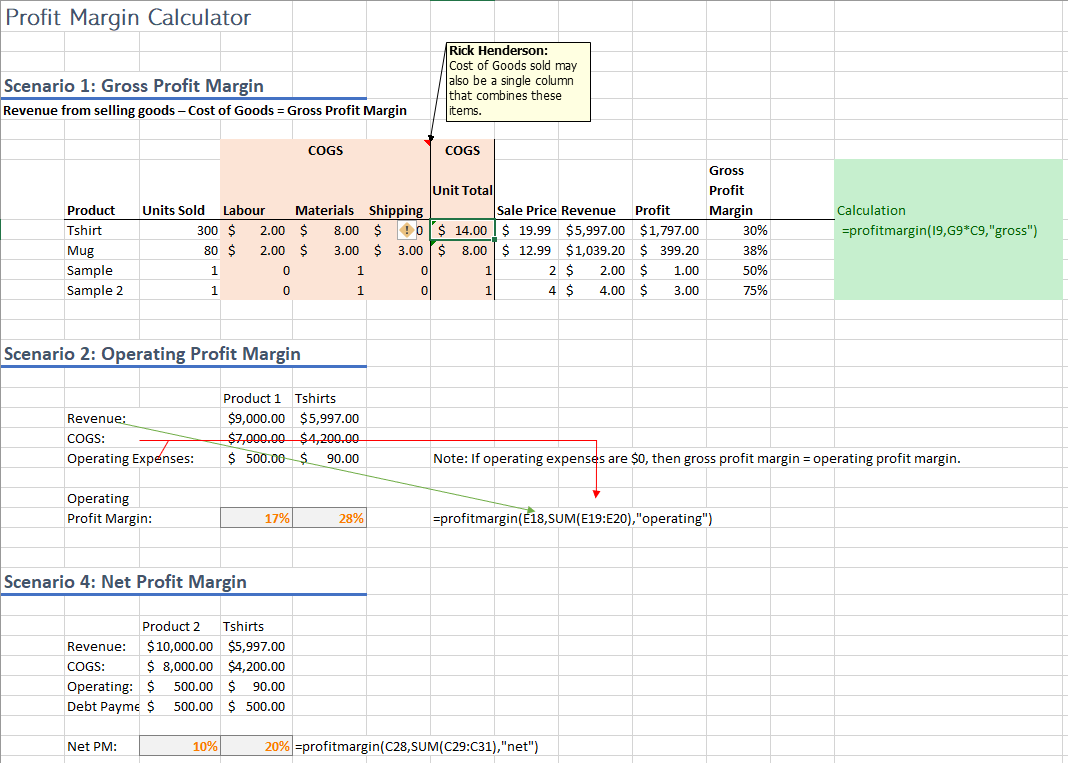 Profit Margin Calculator
Rick Henderson:
Cost of Goods sold may
also be a single column
that combines these
items.
Scenario 1: Gross Profit Margin
Revenue from selling goods – Cost of Goods = Gross Profit Margin
COGS COGS
Gross
Unit Total Profit
Product Units Sold Labour Materials Shipping Sale Price Revenue Profit Margin Calculation
Tshirt 300 $ 2.00 $ 8.00 $ 0 $ 14.00 $ 19.99 $5,997.00 $1,797.00 30% =profitmargin(I9,G9*C9,"gross")
Mug 80 $ 2.00 $ 3.00 $ 3.00 $ 8.00 $ 12.99 $1,039.20 $ 399.20 38%
Sample 1 0 1 0 1 2 $ 2.00 $ 1.00 50%
Sample 2 1 0 1 0 1 4 $ 4.00 $ 3.00 75%
Scenario 2: Operating Profit Margin
Product 1 Tshirts
Revenue: $9,000.00 $5,997.00
COGS: $7,000.00 $4,200.00
Operating Expenses: $ 500.00 $ 90.00 Note: If operating expenses are $0, then gross profit margin = operating profit margin.
Operating
Profit Margin: 17% 28% =profitmargin(E18,SUM(E19:E20),"operating")
Scenario 4: Net Profit Margin
Product 2 Tshirts
Revenue: $10,000.00 $5,997.00
COGS: $ 8,000.00 $4,200.00
Operating: $ 500.00 $ 90.00
Debt Payme $ 500.00 $ 500.00
Net PM: 10% 20% =profitmargin(C28,SUM(C29:C31),"net")